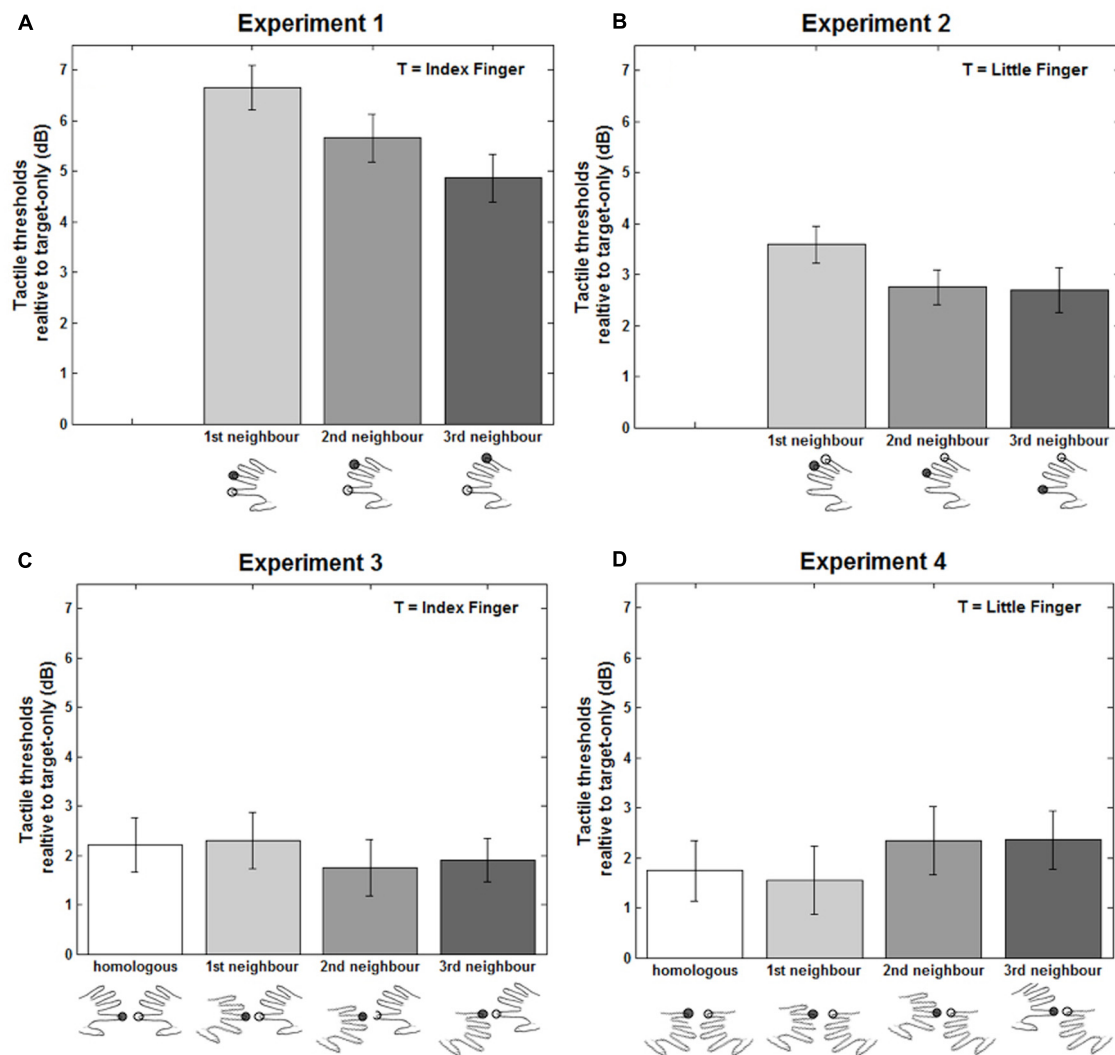 A
Experiment 1
T = Index Finger
Tactile thresholds
realtive to target-only (dB)
7
6
5
4
3
2
1
0
1st neighbour 2nd neighbour 3rd neighbour
B
Experiment 2
T = Little Finger
Tactile thresholds
realtive to target-only (dB)
7
6
5
4
3
2
1
0
1st neighbour 2nd neighbour 3rd neighbour
C
Experiment 3
T = Index Finger
Tactile thresholds
realtive to target-only (dB)
7
6
5
4
3
2
1
0
homologous 1st neighbour 2nd neighbour 3rd neighbour
D
Experiment 4
T = Little Finger
Tactile thresholds
realtive to target-only (dB)
7
6
5
4
3
2
1
0
homologous 1st neighbour 2nd neighbour 3rd neighbour